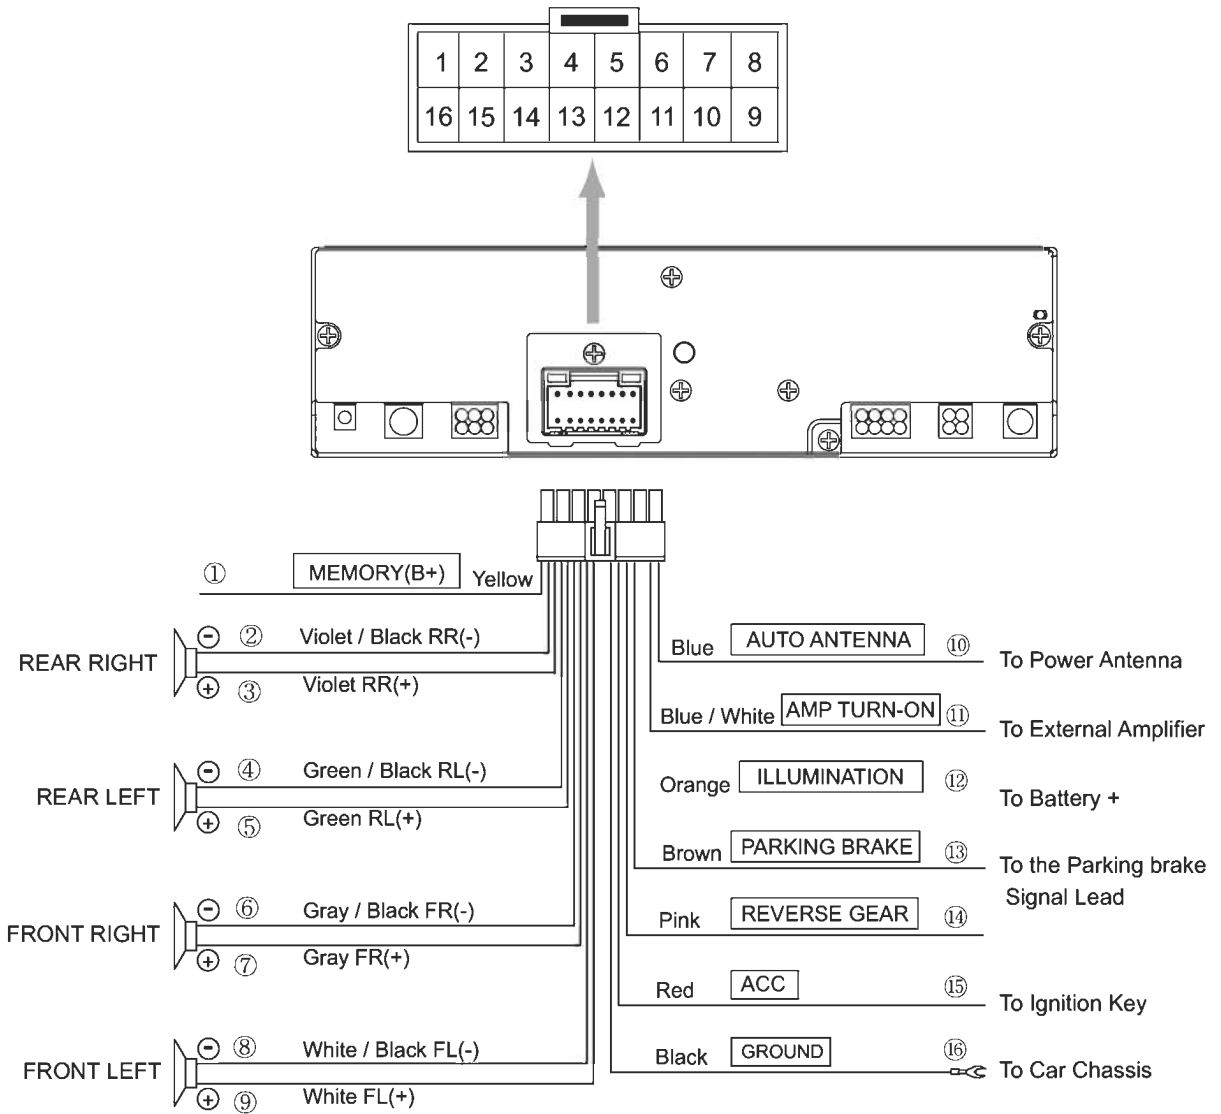 1 2 3 4 5 6 7 8
16 15 14 13 12 11 10 9
① MEMORY(B+) Yellow
REAR RIGHT
⊖ ② Violet / Black RR(-)
⊕ ③ Violet RR(+)
REAR LEFT
⊖ ④ Green / Black RL(-)
⊕ ⑤ Green RL(+)
FRONT RIGHT
⊖ ⑥ Gray / Black FR(-)
⊕ ⑦ Gray FR(+)
FRONT LEFT
⊖ ⑧ White / Black FL(-)
⊕ ⑨ White FL(+)
Blue AUTO ANTENNA ⑩ To Power Antenna
Blue / White AMP TURN-ON ⑪ To External Amplifier
Orange ILLUMINATION ⑫ To Battery +
Brown PARKING BRAKE ⑬ To the Parking brake
Signal Lead
Pink REVERSE GEAR ⑭
Red ACC ⑮ To Ignition Key
Black GROUND ⑯ To Car Chassis